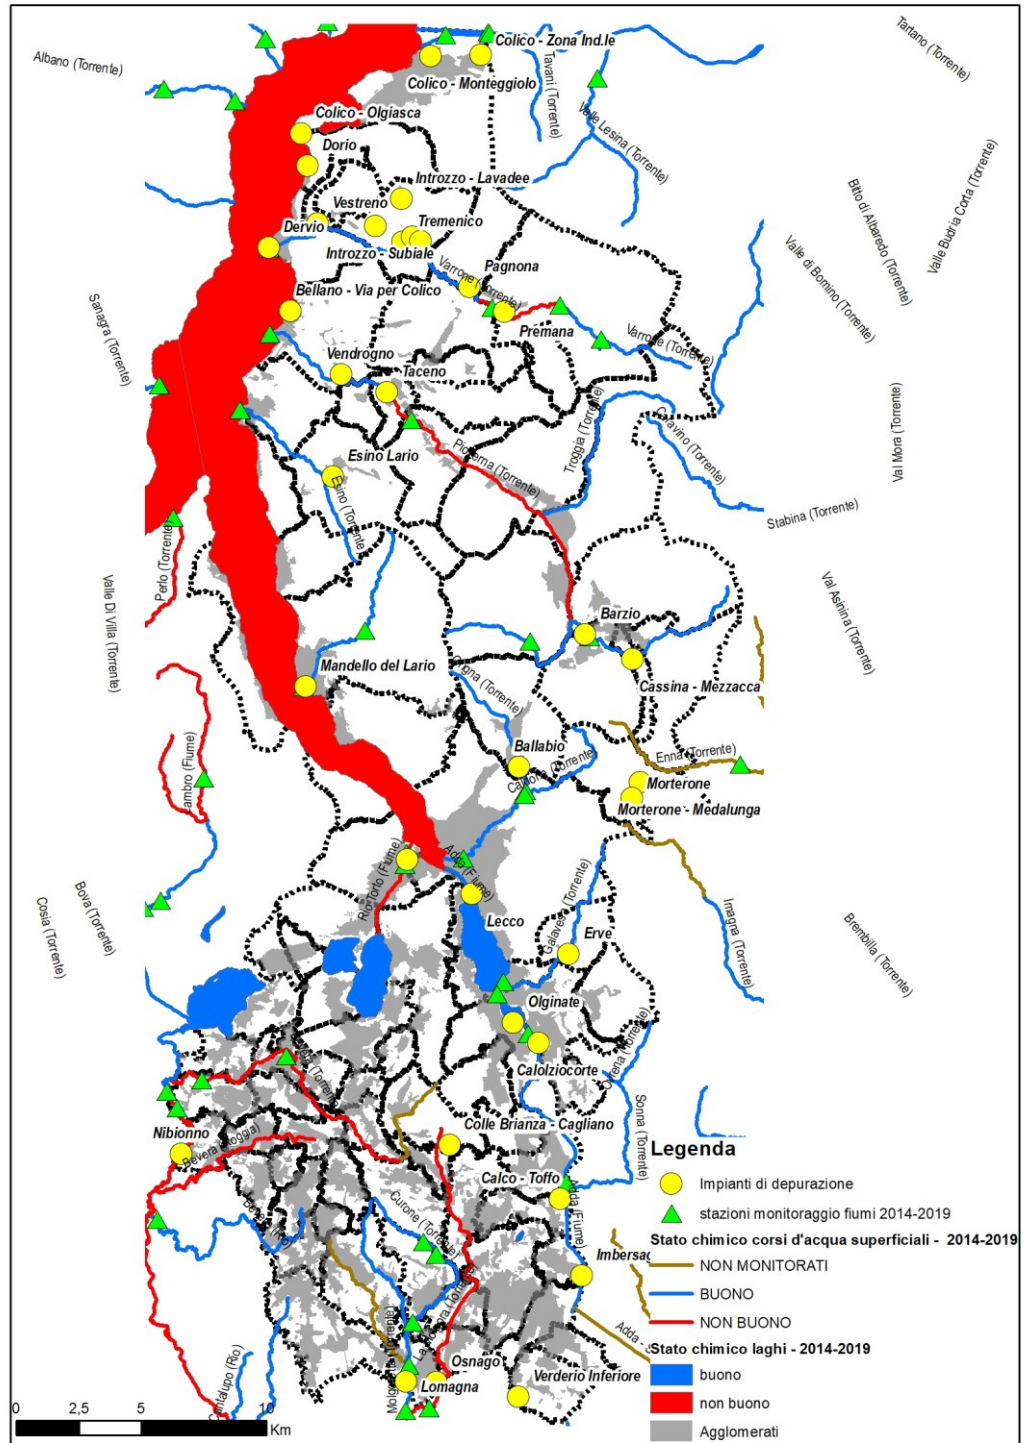 Colico - Zona Ind.le
Tartano (Torrente)
Albano (Torrente)
Colico - Monteggiolo
Tavani (Torrente)
Colico - Olgiasca
Valle Lesina (Torrente)
Dorio
Introzzo - Lavadee
Vestreno
Tremenico
Dervio
Introzzo - Subiale
Bitto di Albaredo (Torrente)
Valle Budria Corta (Torrente)
Valle di Bomino (Torrente)
Varrone (Torrente)
Pagnona
Bellano - Via per Colico
Sanagra (Torrente)
Premana
Varrone (Torrente)
Vendrogno
Taceno
Troggia (Torrente)
Val Mora (Torrente)
Esino Lario
Pioverna (Torrente)
Esino (Torrente)
Stabina (Torrente)
Perlo (Torrente)
Valle Di Villa (Torrente)
Val Asinina (Torrente)
Barzio
Mandello del Lario
Cassina - Mezzacca
Grigna (Torrente)
Ballabio
Enna (Torrente)
Morterone
Morterone - Medalunga
Adda (Fiume)
Rio Torto (Fiume)
Lecco
Galavesa (Torrente)
Erve
Imagna (Torrente)
Brembilla (Torrente)
Bova (Torrente)
Cosia (Torrente)
Olginate
Calolziocorte
Sonna (Torrente)
Colle Brianza - Cagliano
Nibionno
Bevera (Roggia)
Calco - Toffo
Adda (Fiume)
Curone (Torrente)
Osnago
Lomagna
Verderio Inferiore
Legenda
Impianti di depurazione
stazioni monitoraggio fiumi 2014-2019
Stato chimico corsi d'acqua superficiali - 2014-2019
NON MONITORATI
BUONO
NON BUONO
Stato chimico laghi - 2014-2019
buono
non buono
Agglomerati
0 2,5 5 10
Km